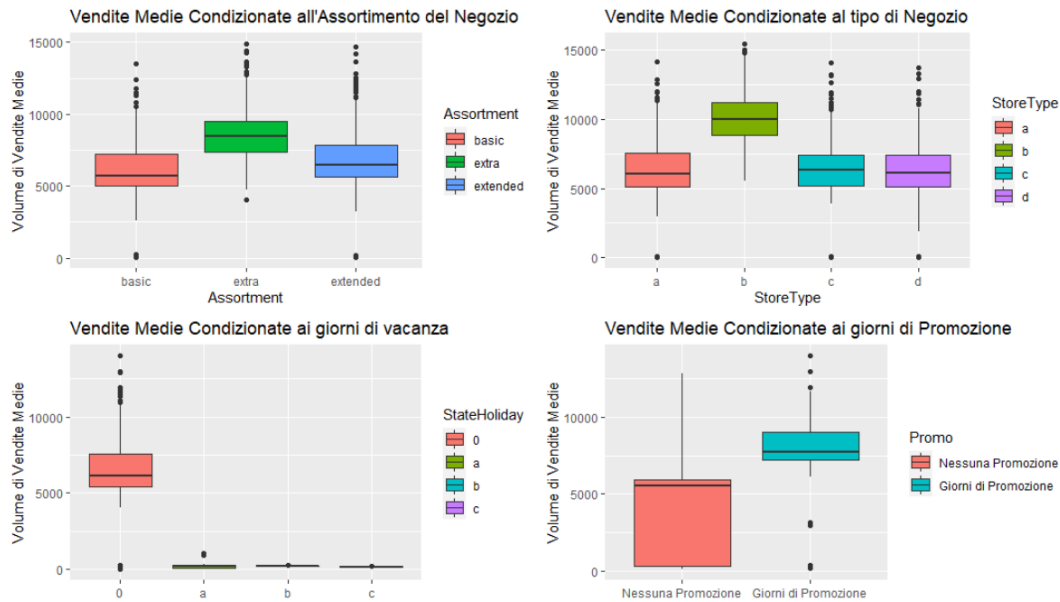 Vendite Medie Condizionate all'Assortimento del Negozio
Volume di Vendite Medie
15000
10000
5000
0
basic
extra
extended
Assortment
Assortment
basic
extra
extended
Vendite Medie Condizionate al tipo di Negozio
Volume di Vendite Medie
15000
10000
5000
0
a
b
c
d
StoreType
StoreType
a
b
c
d
Vendite Medie Condizionate ai giorni di vacanza
Volume di Vendite Medie
10000
5000
0
0
a
b
c
StateHoliday
0
a
b
c
Vendite Medie Condizionate ai giorni di Promozione
Volume di Vendite Medie
10000
5000
0
Nessuna Promozione
Giorni di Promozione
Promo
Nessuna Promozione
Giorni di Promozione